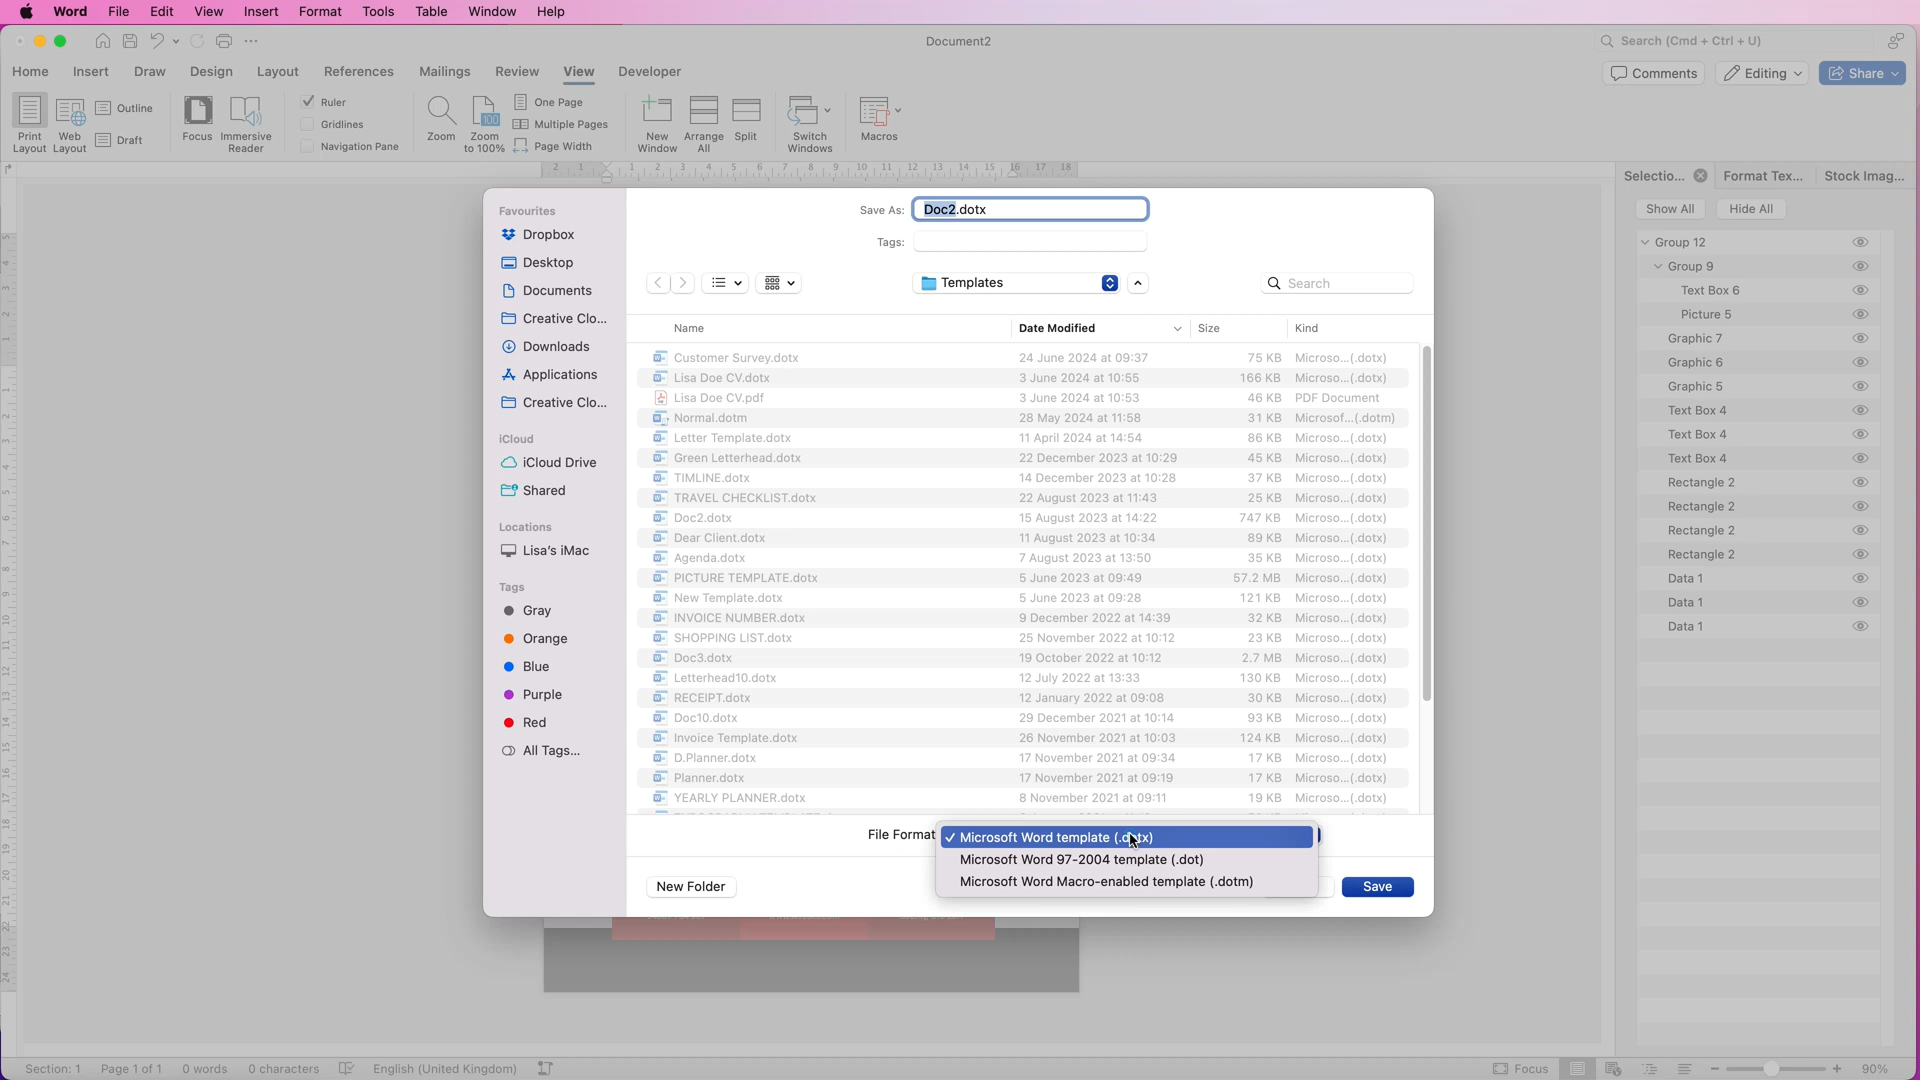 Word File Edit View Insert Format Tools Table Window Help
Document2
Search (Cmd + Ctrl + U)
Home Insert Draw Design Layout References Mailings Review View Developer
Comments Editing Share
Print Layout
Web Layout
Outline
Draft
Focus
Immersive Reader
Ruler
Gridlines
Navigation Pane
Zoom
Zoom to 100%
100
One Page
Multiple Pages
Page Width
New Window
Arrange All
Split
Switch Windows
Macros
2 1 1 2 3 4 5 6 7 8 9 10 11 12 13 14 15 16 17 18
Selectio... Format Tex... Stock Imag...
Show All Hide All
Group 12
Group 9
Text Box 6
Picture 5
Graphic 7
Graphic 6
Graphic 5
Text Box 4
Text Box 4
Text Box 4
Rectangle 2
Rectangle 2
Rectangle 2
Rectangle 2
Data 1
Data 1
Data 1
Favourites
Dropbox
Desktop
Documents
Creative Clo...
Downloads
Applications
Creative Clo...
iCloud
iCloud Drive
Shared
Locations
Lisa's iMac
Tags
Gray
Orange
Blue
Purple
Red
All Tags...
Save As: Doc2.dotx
Tags:
Templates
Search
Name Date Modified Size Kind
Customer Survey.dotx 24 June 2024 at 09:37 75 KB Microso...(.dotx)
Lisa Doe CV.dotx 3 June 2024 at 10:55 166 KB Microso...(.dotx)
Lisa Doe CV.pdf 3 June 2024 at 10:53 46 KB PDF Document
Normal.dotm 28 May 2024 at 11:58 31 KB Microsof...(.dotm)
Letter Template.dotx 11 April 2024 at 14:54 86 KB Microso...(.dotx)
Green Letterhead.dotx 22 December 2023 at 10:29 45 KB Microso...(.dotx)
TIMLINE.dotx 14 December 2023 at 10:28 37 KB Microso...(.dotx)
TRAVEL CHECKLIST.dotx 22 August 2023 at 11:43 25 KB Microso...(.dotx)
Doc2.dotx 15 August 2023 at 14:22 747 KB Microso...(.dotx)
Dear Client.dotx 11 August 2023 at 10:34 89 KB Microso...(.dotx)
Agenda.dotx 7 August 2023 at 13:50 35 KB Microso...(.dotx)
PICTURE TEMPLATE.dotx 5 June 2023 at 09:49 57.2 MB Microso...(.dotx)
New Template.dotx 5 June 2023 at 09:28 121 KB Microso...(.dotx)
INVOICE NUMBER.dotx 9 December 2022 at 14:39 32 KB Microso...(.dotx)
SHOPPING LIST.dotx 25 November 2022 at 10:12 23 KB Microso...(.dotx)
Doc3.dotx 19 October 2022 at 10:12 2.7 MB Microso...(.dotx)
Letterhead10.dotx 12 July 2022 at 13:33 130 KB Microso...(.dotx)
RECEIPT.dotx 12 January 2022 at 09:08 30 KB Microso...(.dotx)
Doc10.dotx 29 December 2021 at 10:14 93 KB Microso...(.dotx)
Invoice Template.dotx 26 November 2021 at 10:03 124 KB Microso...(.dotx)
D.Planner.dotx 17 November 2021 at 09:34 17 KB Microso...(.dotx)
Planner.dotx 17 November 2021 at 09:19 17 KB Microso...(.dotx)
YEARLY PLANNER.dotx 8 November 2021 at 09:11 19 KB Microso...(.dotx)
File Format
Microsoft Word template (.dotx)
Microsoft Word 97-2004 template (.dot)
Microsoft Word Macro-enabled template (.dotm)
New Folder Save
Section: 1 Page 1 of 1 0 words 0 characters English (United Kingdom) Focus 90%